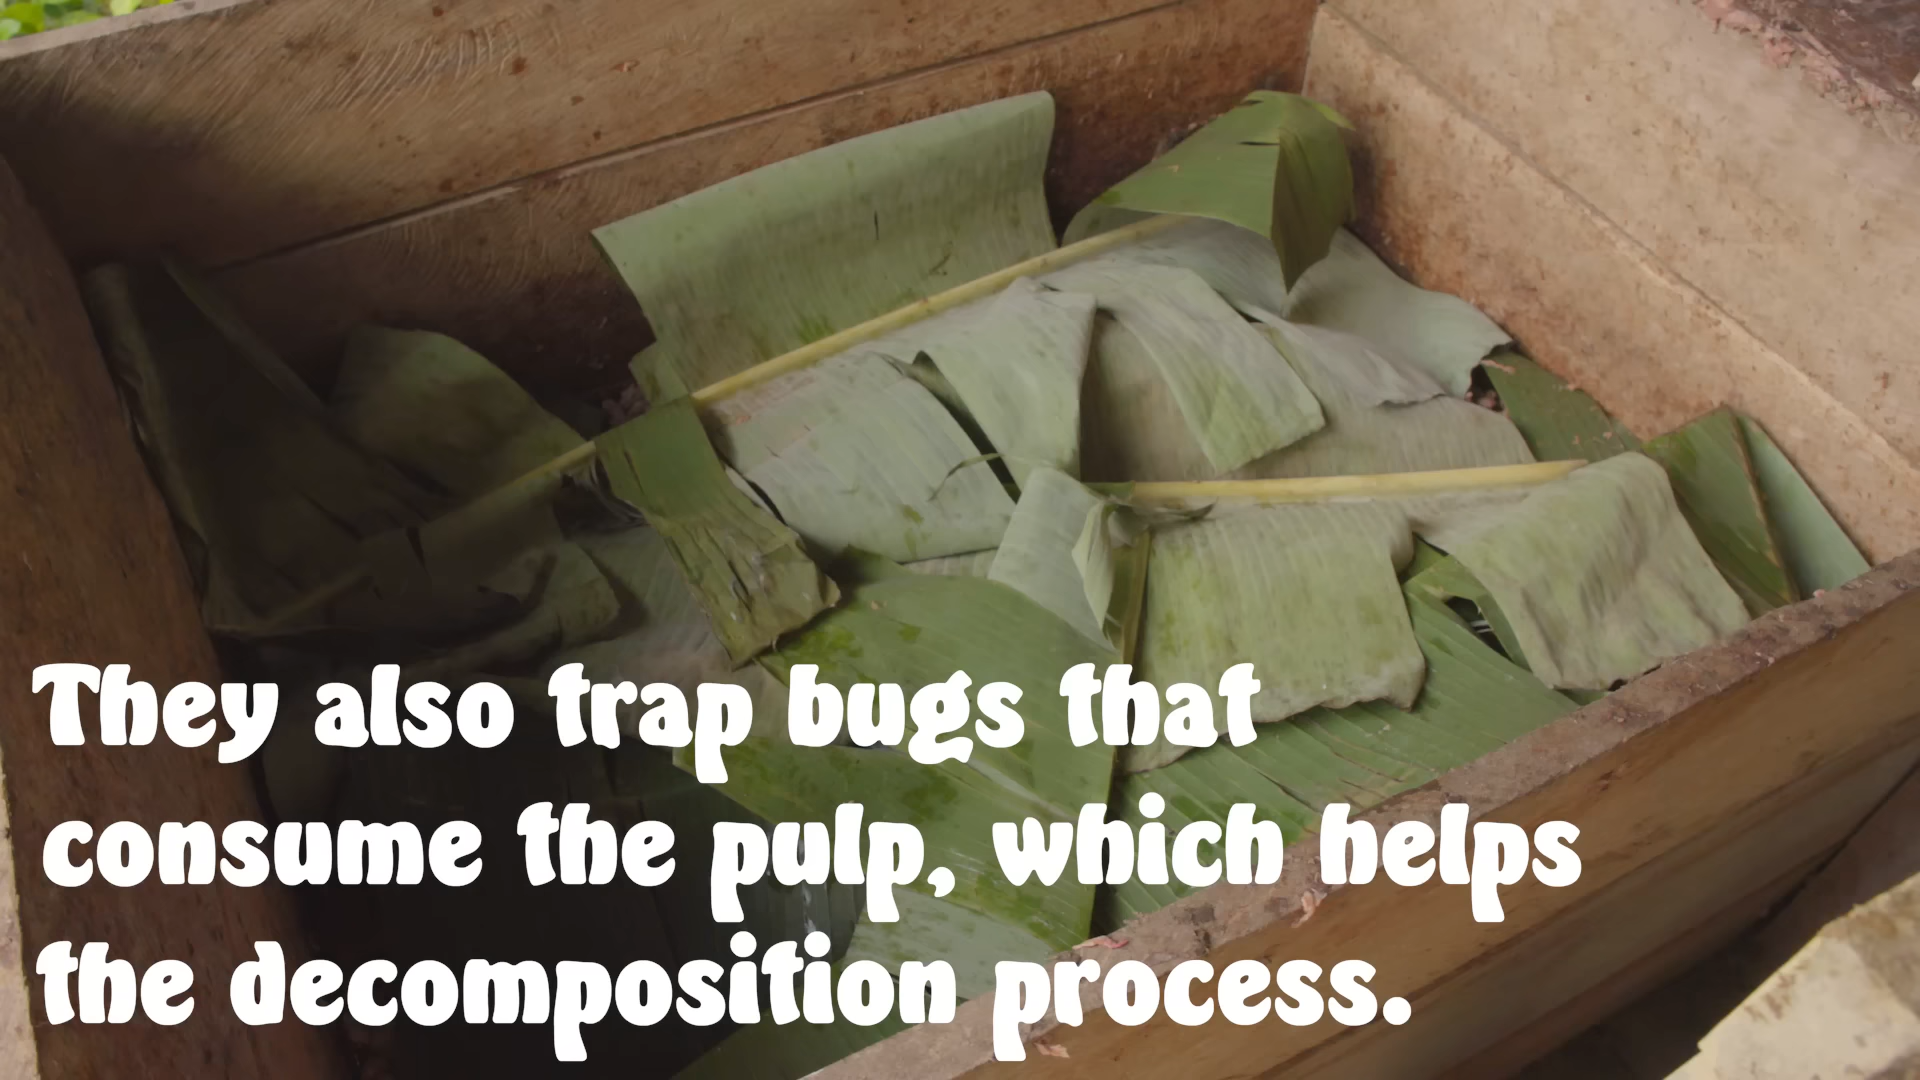 They also trap bugs that
consume the pulp, which helps
the decomposition process.